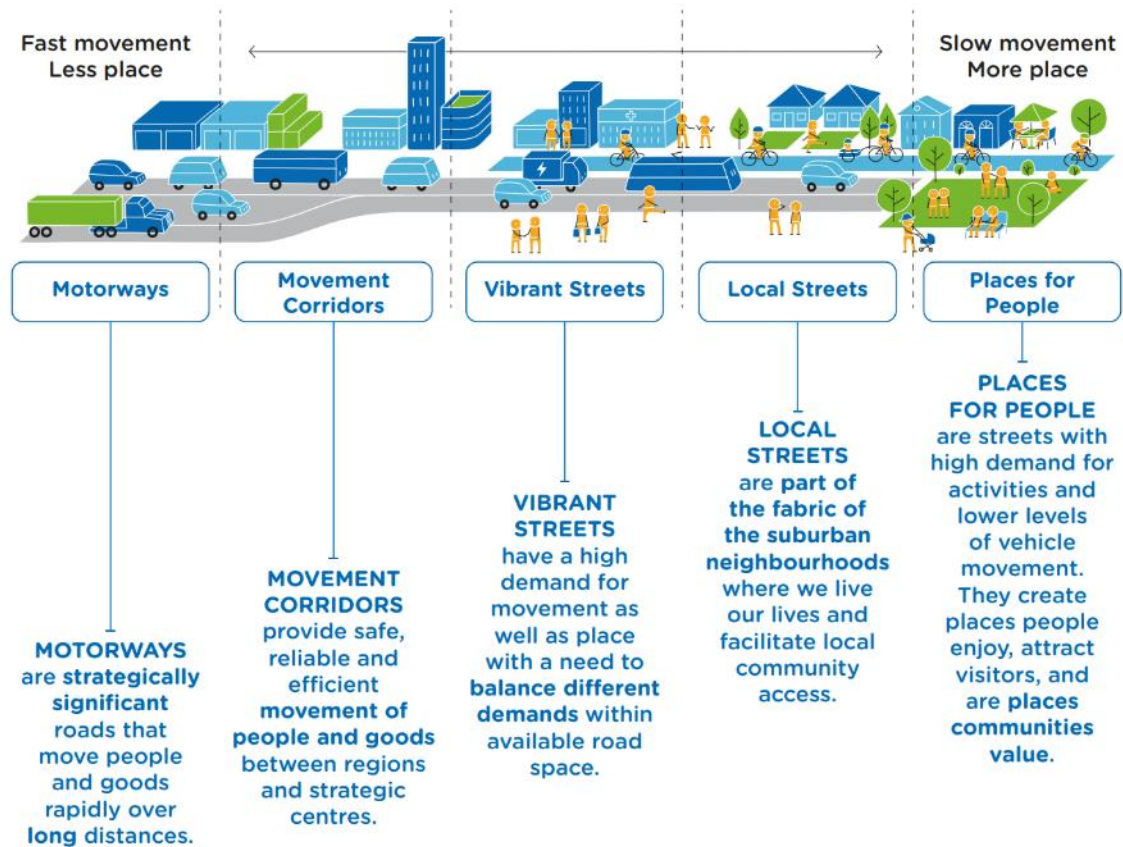 Fast movement
Less place
Slow movement
More place
Motorways
Movement
Corridors
Vibrant Streets
Local Streets
Places for
People
MOTORWAYS
are strategically
significant
roads that
move people
and goods
rapidly over
long distances.
MOVEMENT
CORRIDORS
provide safe,
reliable and
efficient
movement of
people and goods
between regions
and strategic
centres.
VIBRANT
STREETS
have a high
demand for
movement as
well as place
with a need to
balance different
demands within
available road
space.
LOCAL
STREETS
are part of
the fabric of
the suburban
neighbourhoods
where we live
our lives and
facilitate local
community
access.
PLACES
FOR PEOPLE
are streets with
high demand for
activities and
lower levels
of vehicle
movement.
They create
places people
enjoy, attract
visitors, and
are places
communities
value.